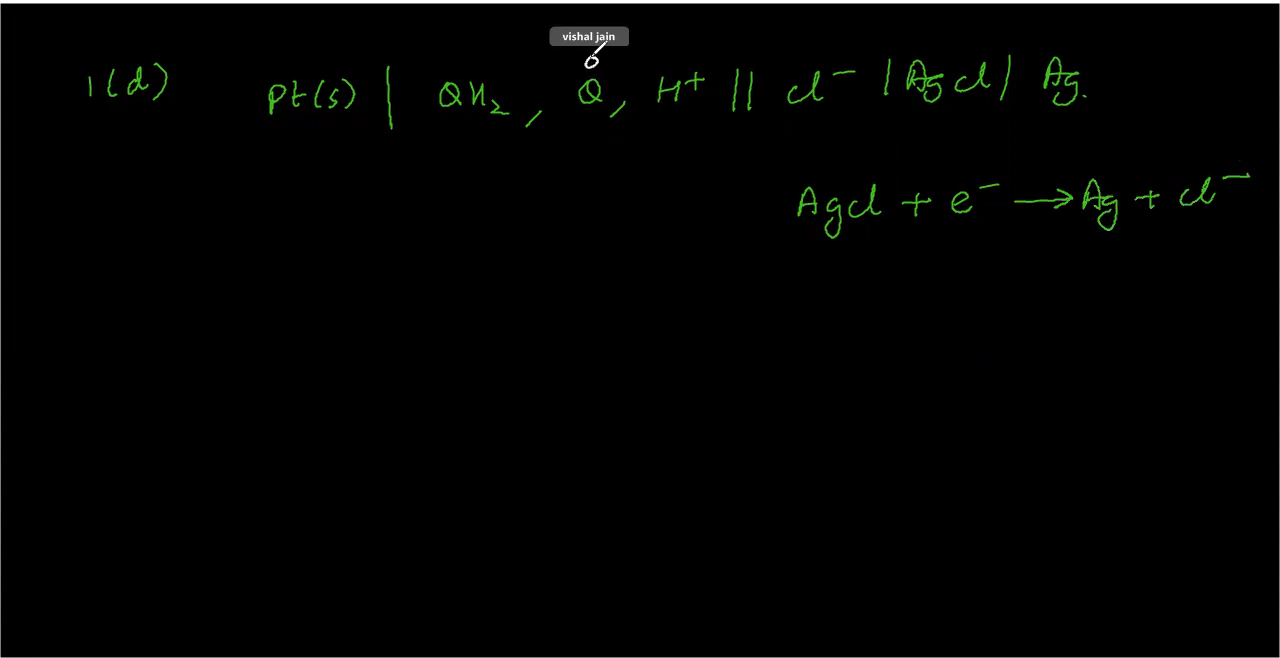 vishal jain
1(d) Pt(s) | QH₂, Q, H⁺ || Cl⁻ | AgCl | Ag.
AgCl + e⁻ → Ag + Cl⁻